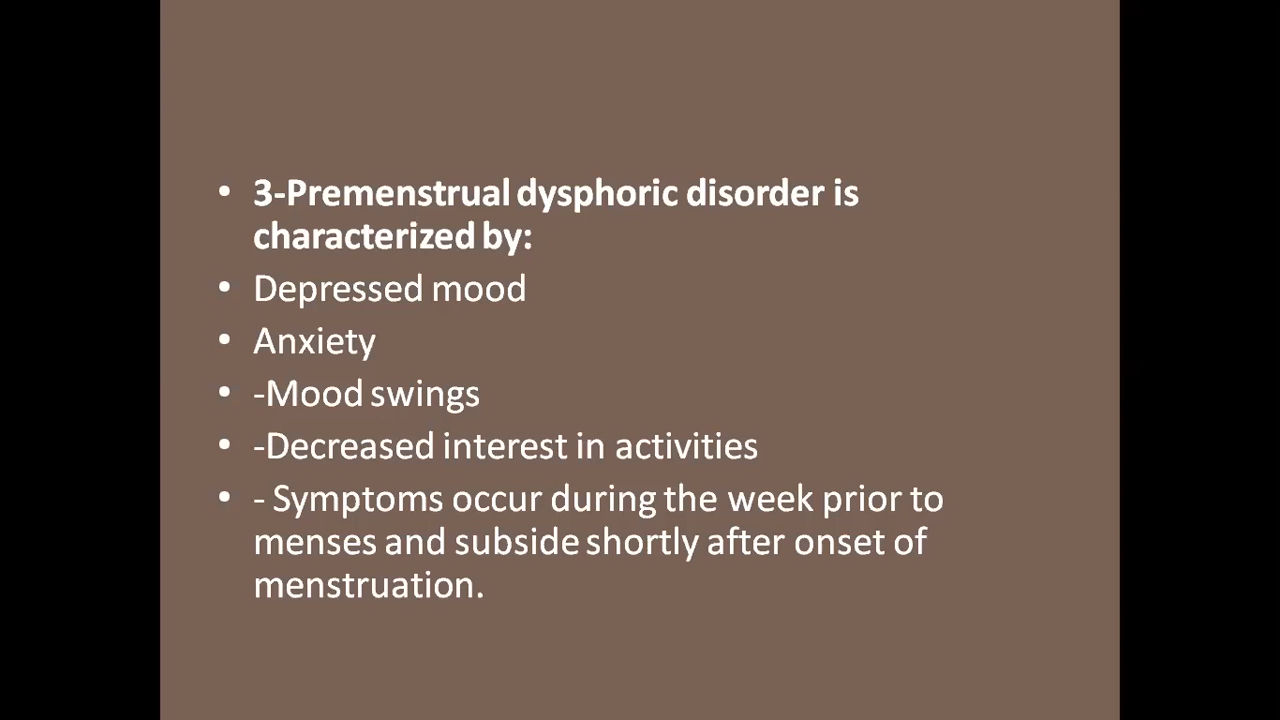 • 3-Premenstrual dysphoric disorder is
characterized by:
• Depressed mood
• Anxiety
• -Mood swings
• -Decreased interest in activities
• - Symptoms occur during the week prior to
menses and subside shortly after onset of
menstruation.